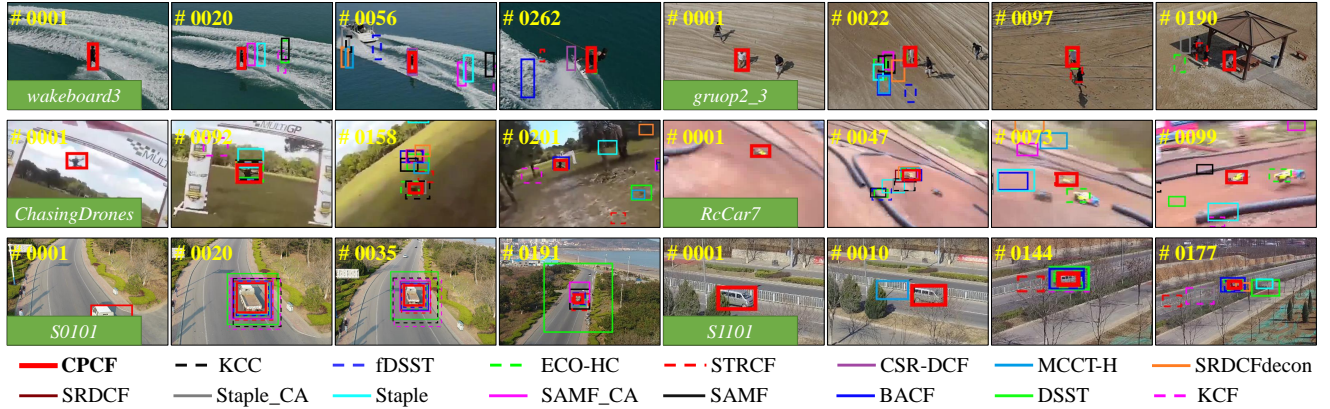 # 0001 # 0020 # 0056 # 0262 # 0001 # 0022 # 0097 # 0190
wakeboard3 gruop2_3
# 0001 # 0092 # 0158 # 0201 # 0001 # 0047 # 0073 # 0099
MULTIGP MULTIGP
ChasingDrones RcCar7
# 0001 # 0020 # 0035 # 0191 # 0001 # 0010 # 0144 # 0177
S0101 S1101
CPCF KCC fDSST ECO-HC STRCF CSR-DCF MCCT-H SRDCFdecon
SRDCF Staple_CA Staple SAMF_CA SAMF BACF DSST KCF